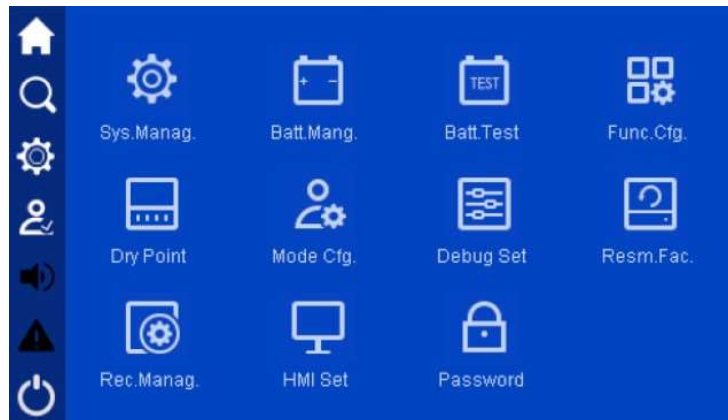 Sys.Manag. Batt.Mang. Batt.Test Func.Cfg.
TEST
Dry Point Mode Cfg. Debug Set Resm.Fac.
Rec.Manag. HMI Set Password